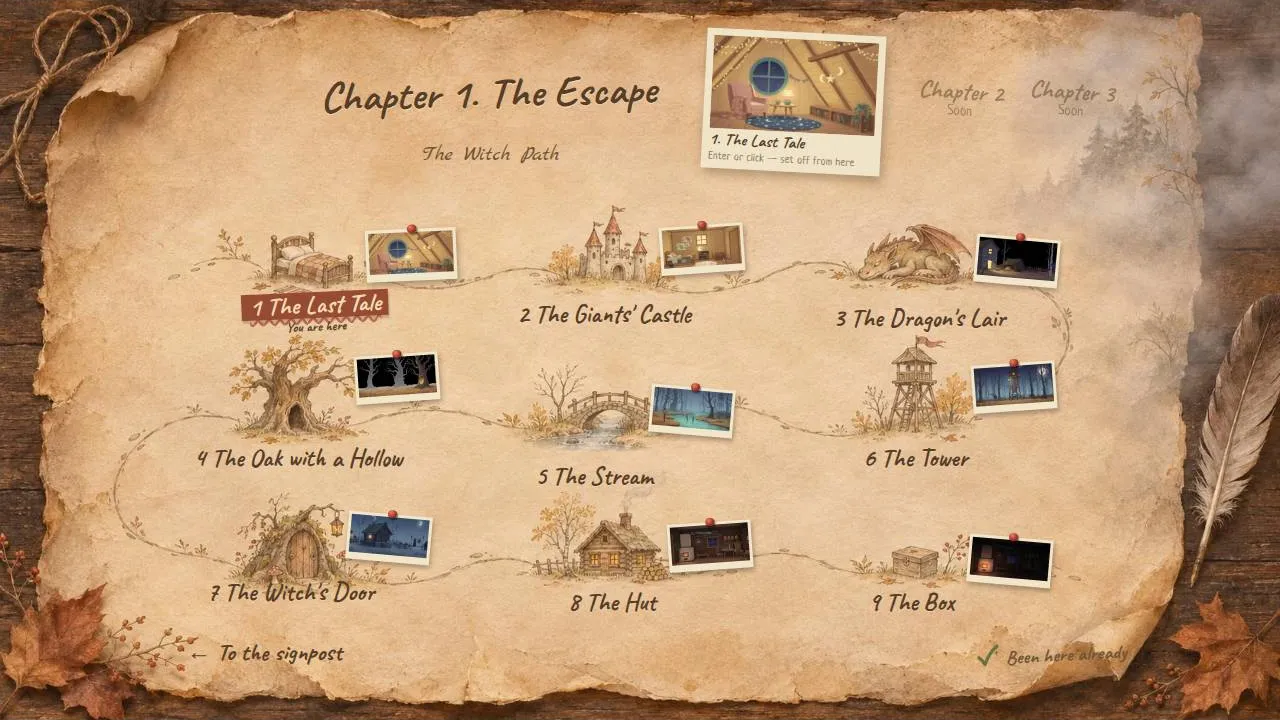 Chapter 1. The Escape
The Witch Path
1. The Last Tale
Enter or click — set off from here
Chapter 2
Soon
Chapter 3
Soon
1 The Last Tale
You are here
2 The Giants' Castle
3 The Dragon's Lair
4 The Oak with a Hollow
5 The Stream
6 The Tower
7 The Witch's Door
8 The Hut
9 The Box
← To the signpost
✓ Been here already